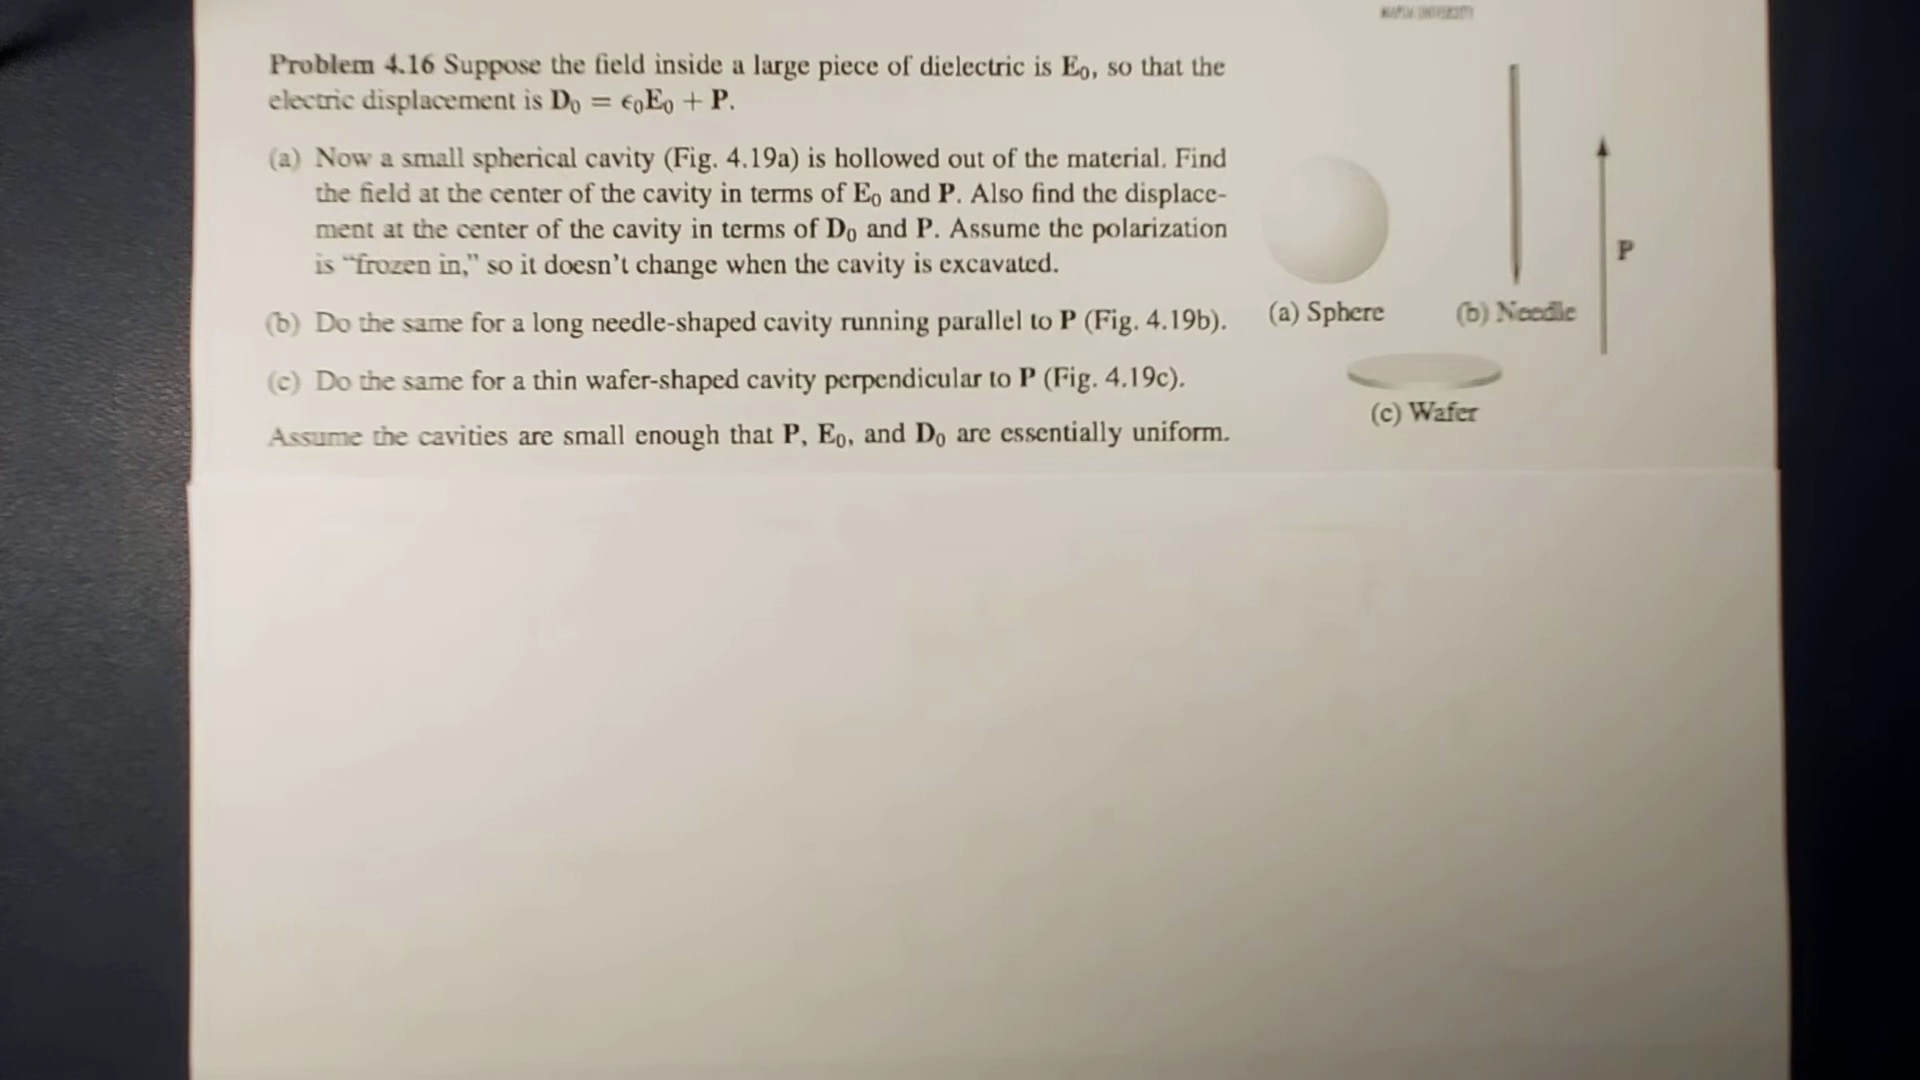 Problem 4.16 Suppose the field inside a large piece of dielectric is E₀, so that the
electric displacement is D₀ = ϵ₀E₀ + P.
(a) Now a small spherical cavity (Fig. 4.19a) is hollowed out of the material. Find
the field at the center of the cavity in terms of E₀ and P. Also find the displace-
ment at the center of the cavity in terms of D₀ and P. Assume the polarization
is “frozen in,” so it doesn’t change when the cavity is excavated.
(b) Do the same for a long needle-shaped cavity running parallel to P (Fig. 4.19b).
(c) Do the same for a thin wafer-shaped cavity perpendicular to P (Fig. 4.19c).
Assume the cavities are small enough that P, E₀, and D₀ are essentially uniform.
P
(a) Sphere
(b) Needle
(c) Wafer